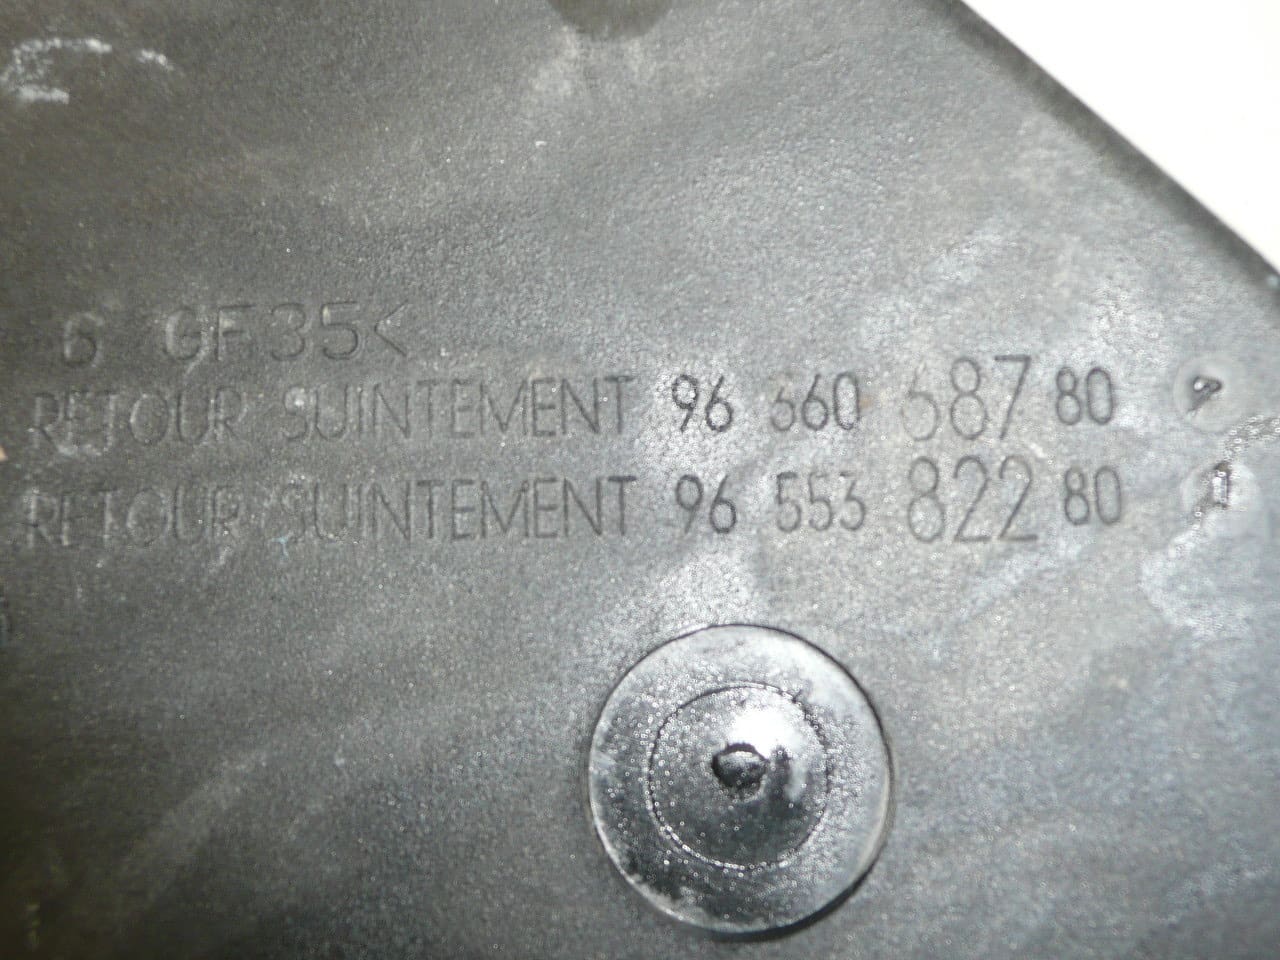 6 GF35<
RETOUR SUINTEMENT 96 660 687 80
RETOUR SUINTEMENT 96 553 822 80